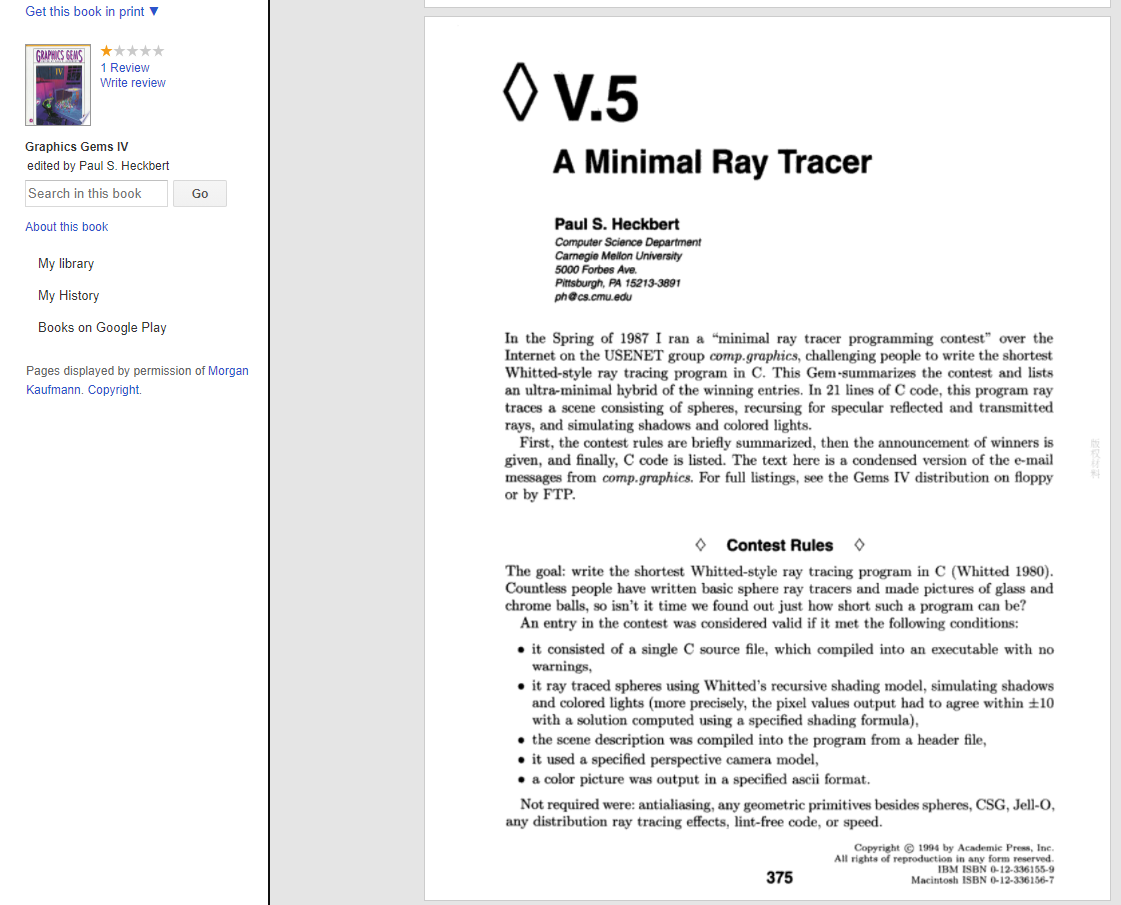 Get this book in print ▼
GRAPHICS GEMS
IV
1 Review
Write review
Graphics Gems IV
edited by Paul S. Heckbert
Search in this book
Go
About this book
My library
My History
Books on Google Play
Pages displayed by permission of Morgan
Kaufmann. Copyright.
◊ V.5
A Minimal Ray Tracer
Paul S. Heckbert
Computer Science Department
Carnegie Mellon University
5000 Forbes Ave.
Pittsburgh, PA 15213-3891
ph@cs.cmu.edu
In the Spring of 1987 I ran a “minimal ray tracer programming contest” over the
Internet on the USENET group comp.graphics, challenging people to write the shortest
Whitted-style ray tracing program in C. This Gem summarizes the contest and lists
an ultra-minimal hybrid of the winning entries. In 21 lines of C code, this program ray
traces a scene consisting of spheres, recursing for specular reflected and transmitted
rays, and simulating shadows and colored lights.
First, the contest rules are briefly summarized, then the announcement of winners is
given, and finally, C code is listed. The text here is a condensed version of the e-mail
messages from comp.graphics. For full listings, see the Gems IV distribution on floppy
or by FTP.
◊ Contest Rules ◊
The goal: write the shortest Whitted-style ray tracing program in C (Whitted 1980).
Countless people have written basic sphere ray tracers and made pictures of glass and
chrome balls, so isn’t it time we found out just how short such a program can be?
An entry in the contest was considered valid if it met the following conditions:
• it consisted of a single C source file, which compiled into an executable with no
warnings,
• it ray traced spheres using Whitted’s recursive shading model, simulating shadows
and colored lights (more precisely, the pixel values output had to agree within ±10
with a solution computed using a specified shading formula),
• the scene description was compiled into the program from a header file,
• it used a specified perspective camera model,
• a color picture was output in a specified ascii format.
Not required were: antialiasing, any geometric primitives besides spheres, CSG, Jell-O,
any distribution ray tracing effects, lint-free code, or speed.
Copyright © 1994 by Academic Press, Inc.
All rights of reproduction in any form reserved.
IBM ISBN 0-12-336155-9
Macintosh ISBN 0-12-336156-7
375
版权材料